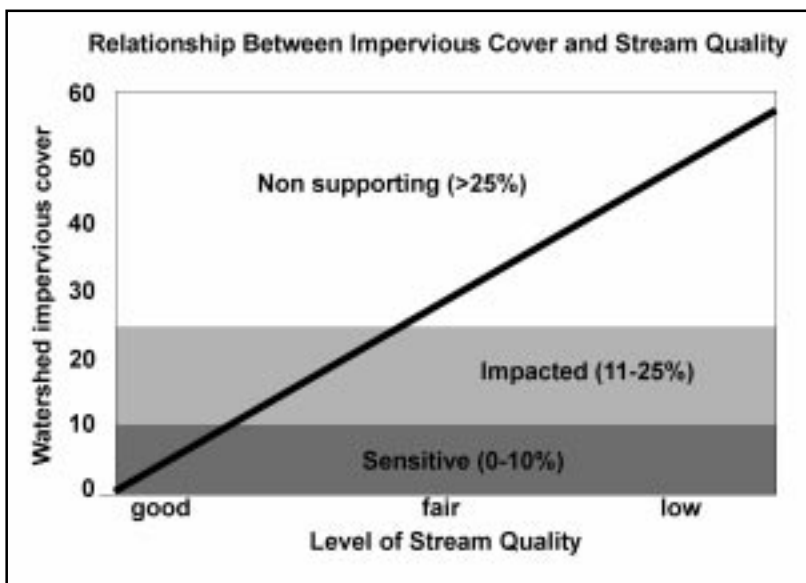 Relationship Between Impervious Cover and Stream Quality
60
50
40
30
20
10
0
Watershed impervious cover
Non supporting (>25%)
Impacted (11-25%)
Sensitive (0-10%)
good fair low
Level of Stream Quality